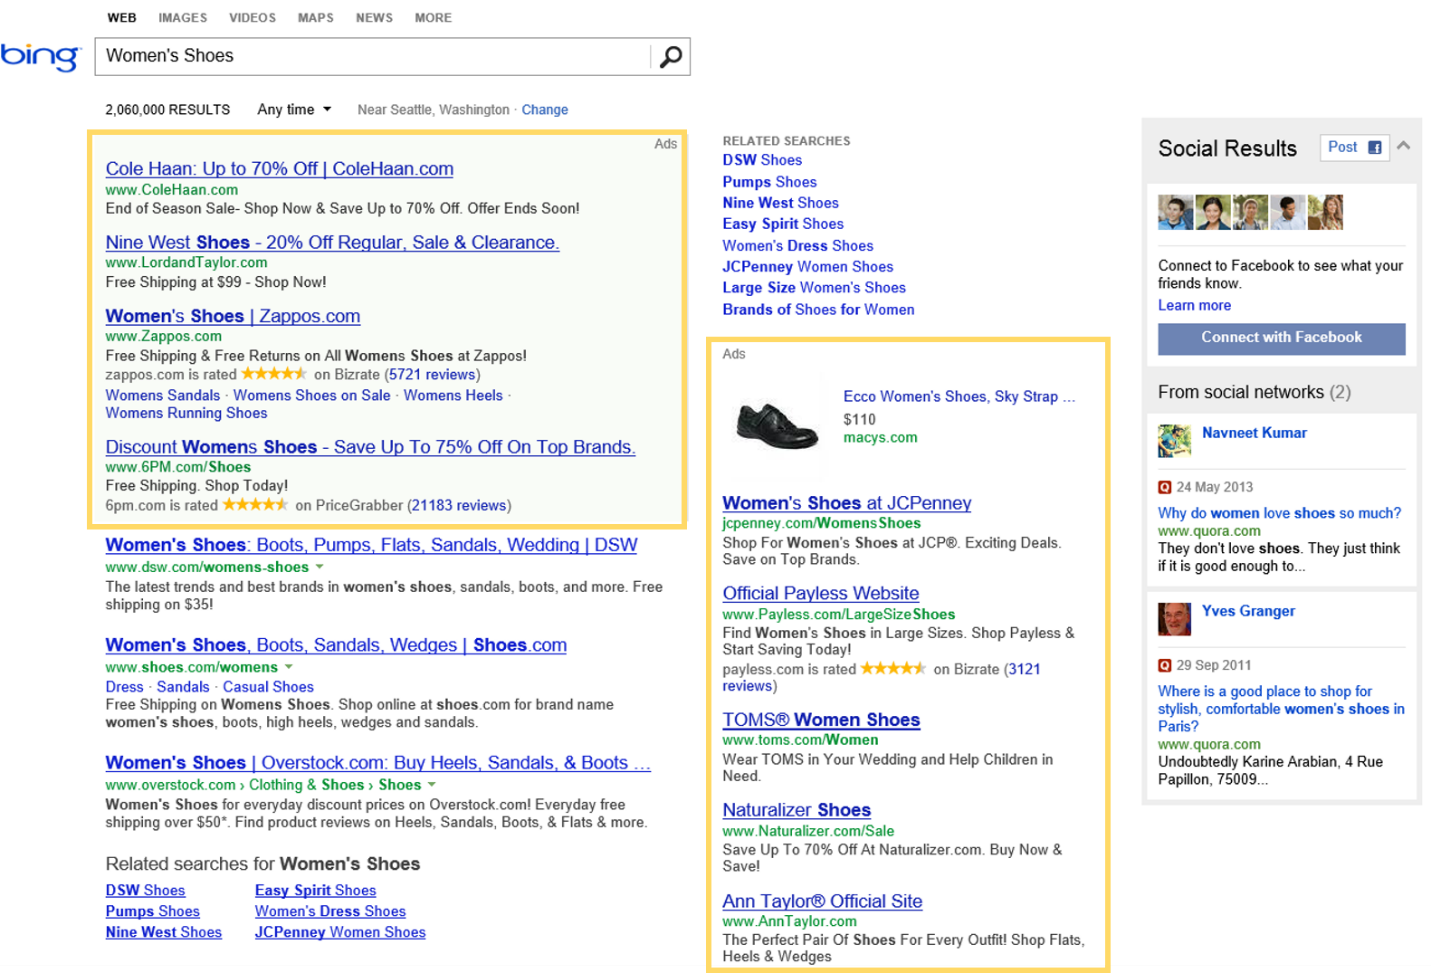 WEB IMAGES VIDEOS MAPS NEWS MORE
bing
Women's Shoes
2,060,000 RESULTS Any time Near Seattle, Washington · Change
Ads
Cole Haan: Up to 70% Off | ColeHaan.com
www.ColeHaan.com
End of Season Sale- Shop Now & Save Up to 70% Off. Offer Ends Soon!
Nine West Shoes - 20% Off Regular, Sale & Clearance.
www.LordandTaylor.com
Free Shipping at $99 - Shop Now!
Women's Shoes | Zappos.com
www.Zappos.com
Free Shipping & Free Returns on All Womens Shoes at Zappos!
zappos.com is rated on Bizrate (5721 reviews)
Womens Sandals · Womens Shoes on Sale · Womens Heels ·
Womens Running Shoes
Discount Womens Shoes - Save Up To 75% Off On Top Brands.
www.6PM.com/Shoes
Free Shipping. Shop Today!
6pm.com is rated on PriceGrabber (21183 reviews)
Women's Shoes: Boots, Pumps, Flats, Sandals, Wedding | DSW
www.dsw.com/womens-shoes
The latest trends and best brands in women's shoes, sandals, boots, and more. Free
shipping on $35!
Women's Shoes, Boots, Sandals, Wedges | Shoes.com
www.shoes.com/womens
Dress · Sandals · Casual Shoes
Free Shipping on Womens Shoes. Shop online at shoes.com for brand name
women's shoes, boots, high heels, wedges and sandals.
Women's Shoes | Overstock.com: Buy Heels, Sandals, & Boots ...
www.overstock.com › Clothing & Shoes › Shoes
Women's Shoes for everyday discount prices on Overstock.com! Everyday free
shipping over $50*. Find product reviews on Heels, Sandals, Boots, & Flats & more.
Related searches for Women's Shoes
DSW Shoes Easy Spirit Shoes
Pumps Shoes Women's Dress Shoes
Nine West Shoes JCPenney Women Shoes
RELATED SEARCHES
DSW Shoes
Pumps Shoes
Nine West Shoes
Easy Spirit Shoes
Women's Dress Shoes
JCPenney Women Shoes
Large Size Women's Shoes
Brands of Shoes for Women
Ads
Ecco Women's Shoes, Sky Strap ...
$110
macys.com
Women's Shoes at JCPenney
jcpenney.com/WomensShoes
Shop For Women's Shoes at JCP®. Exciting Deals.
Save on Top Brands.
Official Payless Website
www.Payless.com/LargeSizeShoes
Find Women's Shoes in Large Sizes. Shop Payless &
Start Saving Today!
payless.com is rated on Bizrate (3121
reviews)
TOMS® Women Shoes
www.toms.com/Women
Wear TOMS in Your Wedding and Help Children in
Need.
Naturalizer Shoes
www.Naturalizer.com/Sale
Save Up To 70% Off At Naturalizer.com. Buy Now &
Save!
Ann Taylor® Official Site
www.AnnTaylor.com
The Perfect Pair Of Shoes For Every Outfit! Shop Flats,
Heels & Wedges
Social Results Post f
Connect to Facebook to see what your
friends know.
Learn more
Connect with Facebook
From social networks (2)
Navneet Kumar
Q 24 May 2013
Why do women love shoes so much?
www.quora.com
They don't love shoes. They just think
if it is good enough to...
Yves Granger
Q 29 Sep 2011
Where is a good place to shop for
stylish, comfortable women's shoes in
Paris?
www.quora.com
Undoubtedly Karine Arabian, 4 Rue
Papillon, 75009...